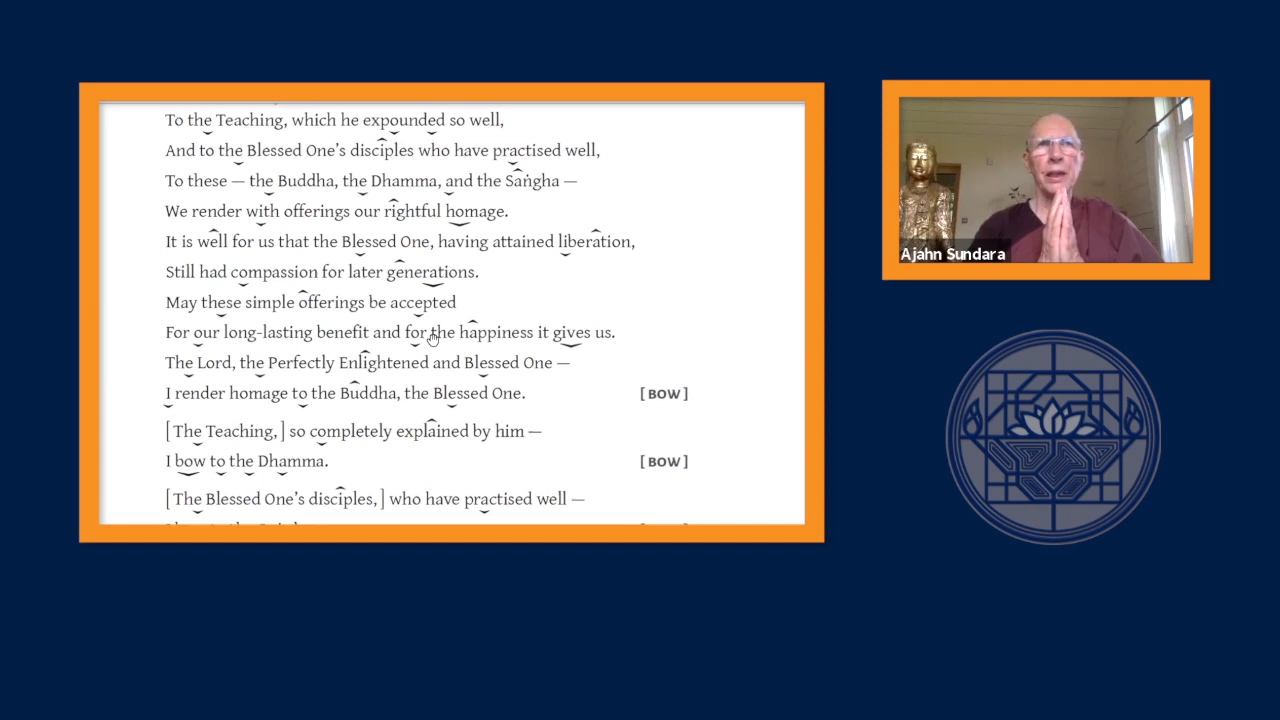 To the Teaching, which he expounded so well,
And to the Blessed One's disciples who have practised well,
To these — the Buddha, the Dhamma, and the Saṅgha —
We render with offerings our rightful homage.
It is well for us that the Blessed One, having attained liberation,
Still had compassion for later generations.
May these simple offerings be accepted
For our long-lasting benefit and for the happiness it gives us.
The Lord, the Perfectly Enlightened and Blessed One —
I render homage to the Buddha, the Blessed One. [BOW]
[The Teaching,] so completely explained by him —
I bow to the Dhamma. [BOW]
[The Blessed One's disciples,] who have practised well —
Ajahn Sundara